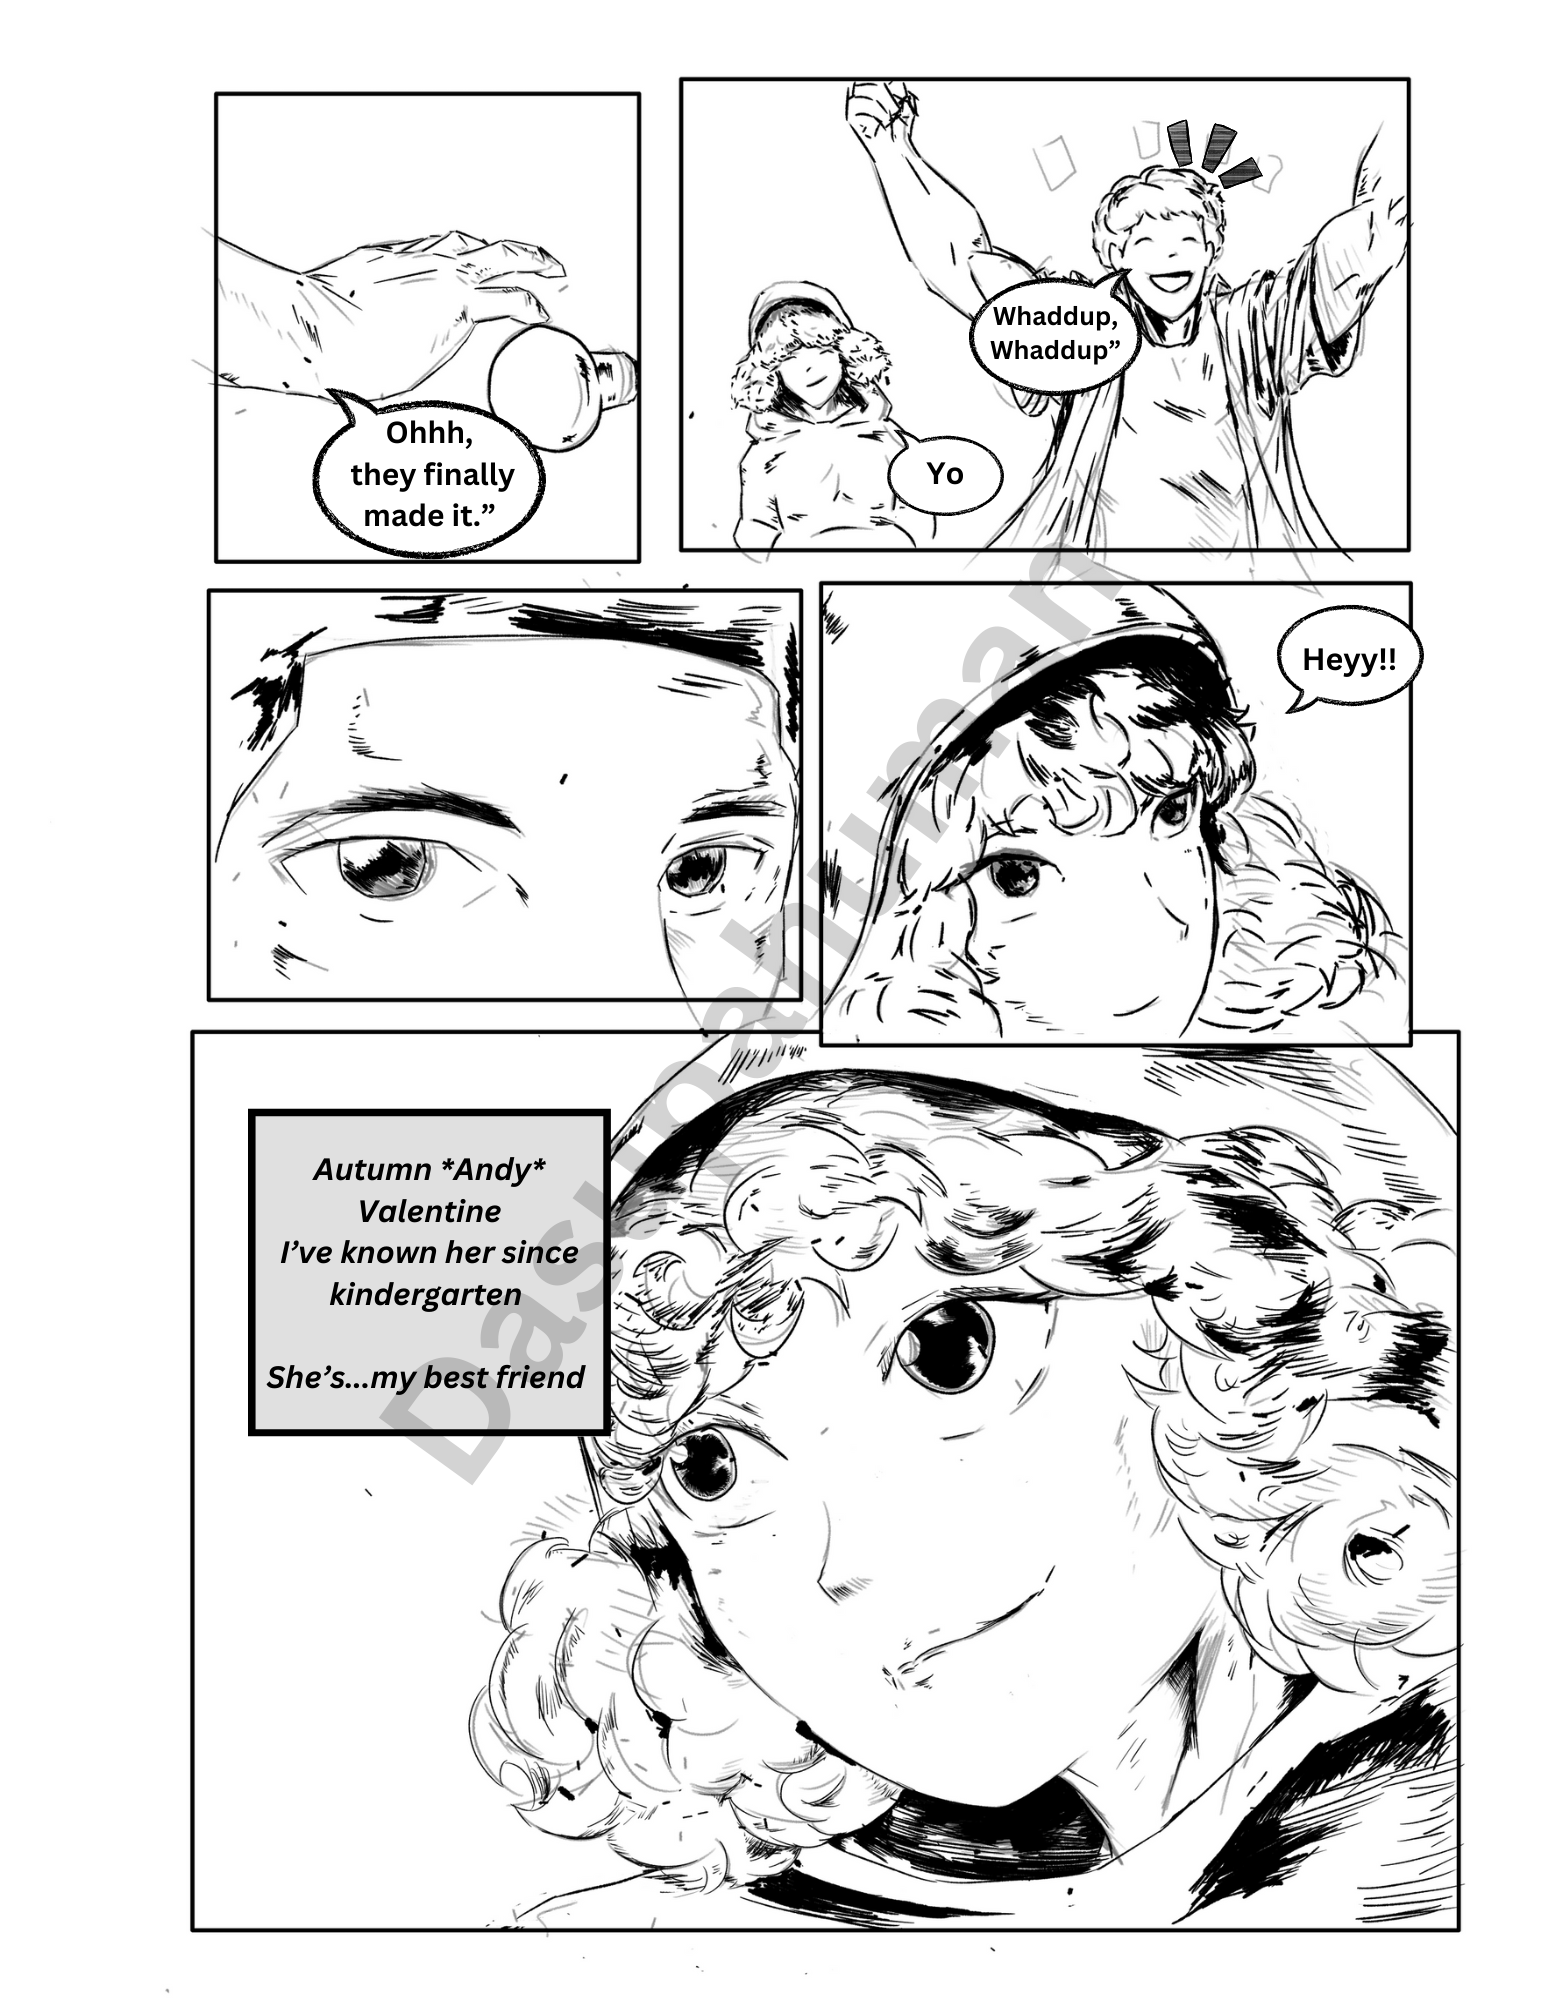 Ohhh,
they finally
made it.”
Whaddup,
Whaddup”
Yo
Heyy!!
Autumn *Andy*
Valentine
I’ve known her since
kindergarten
She’s...my best friend
Dasumahuman